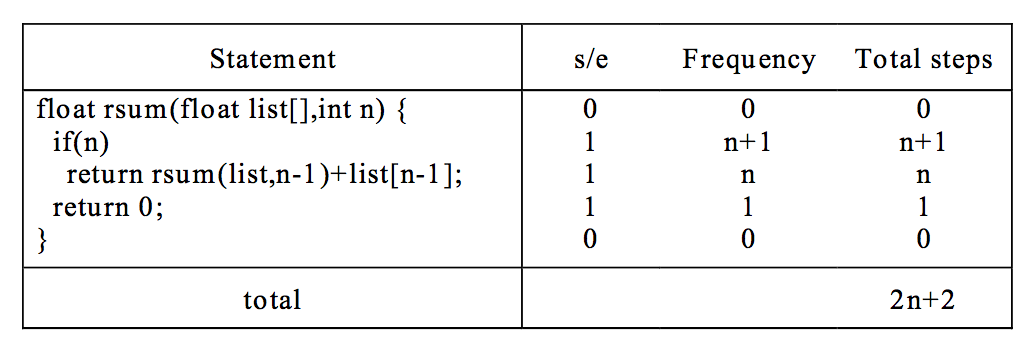 Statement s/e Frequency Total steps
float rsum(float list[],int n) { 0 0 0
if(n) 1 n+1 n+1
return rsum(list,n-1)+list[n-1]; 1 n n
return 0; 1 1 1
} 0 0 0
total 2n+2